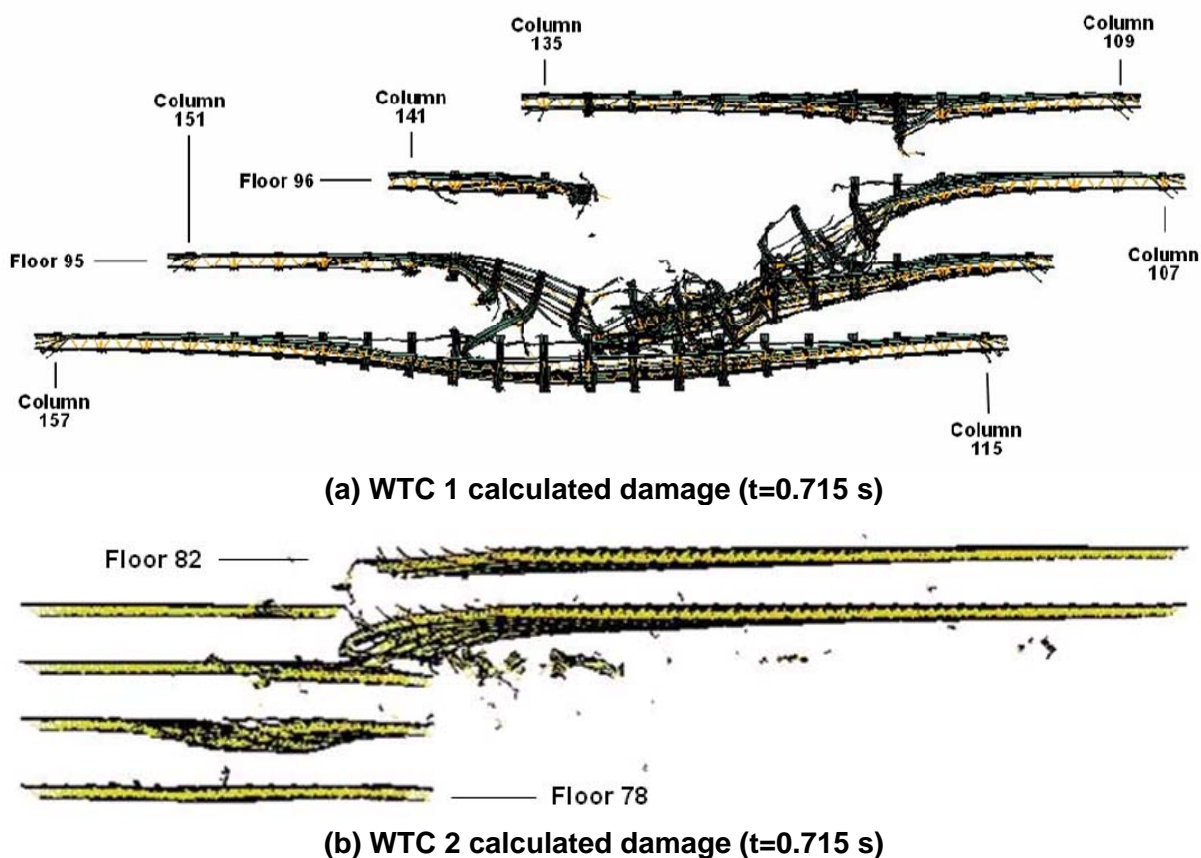 Column
135
Column
109
Column
151
Column
141
Floor 96
Floor 95
Column
107
Column
157
Column
115
(a) WTC 1 calculated damage (t=0.715 s)
Floor 82
Floor 78
(b) WTC 2 calculated damage (t=0.715 s)